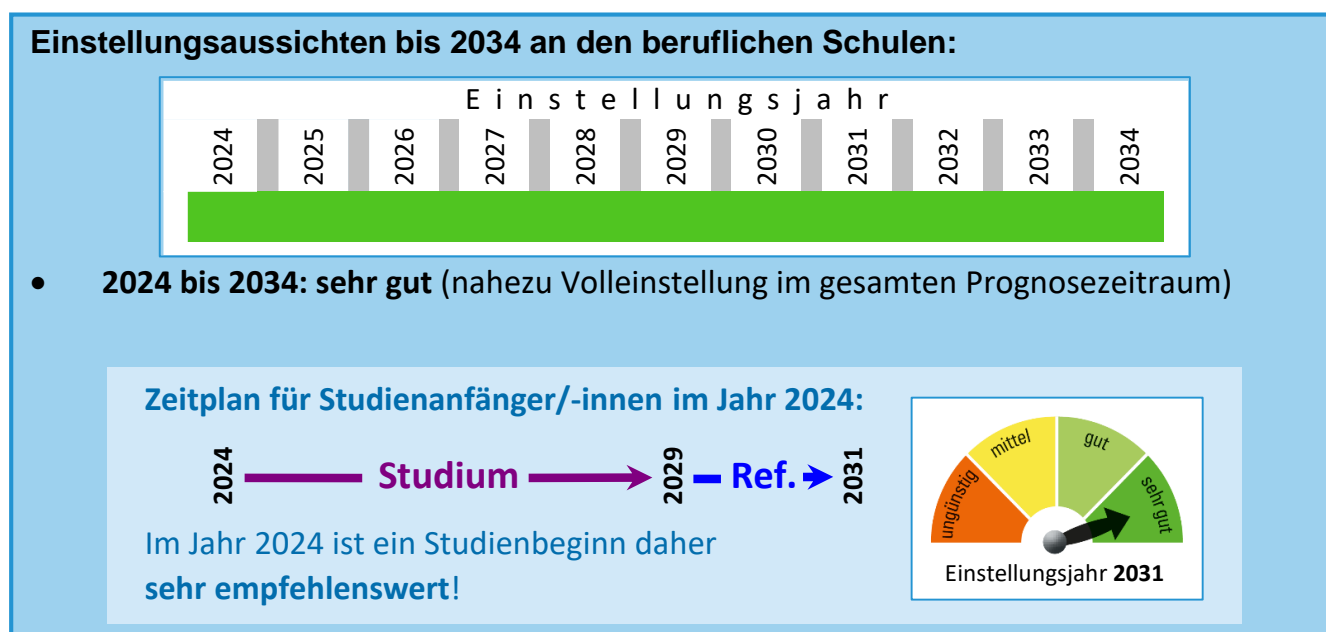 Einstellungsaussichten bis 2034 an den beruflichen Schulen:
Einstellungsjahr
2024 2025 2026 2027 2028 2029 2030 2031 2032 2033 2034
• 2024 bis 2034: sehr gut (nahezu Volleinstellung im gesamten Prognosezeitraum)
Zeitplan für Studienanfänger/-innen im Jahr 2024:
2024 Studium 2029 Ref. 2031
Im Jahr 2024 ist ein Studienbeginn daher
sehr empfehlenswert!
ungünstig mittel gut sehr gut
Einstellungsjahr 2031